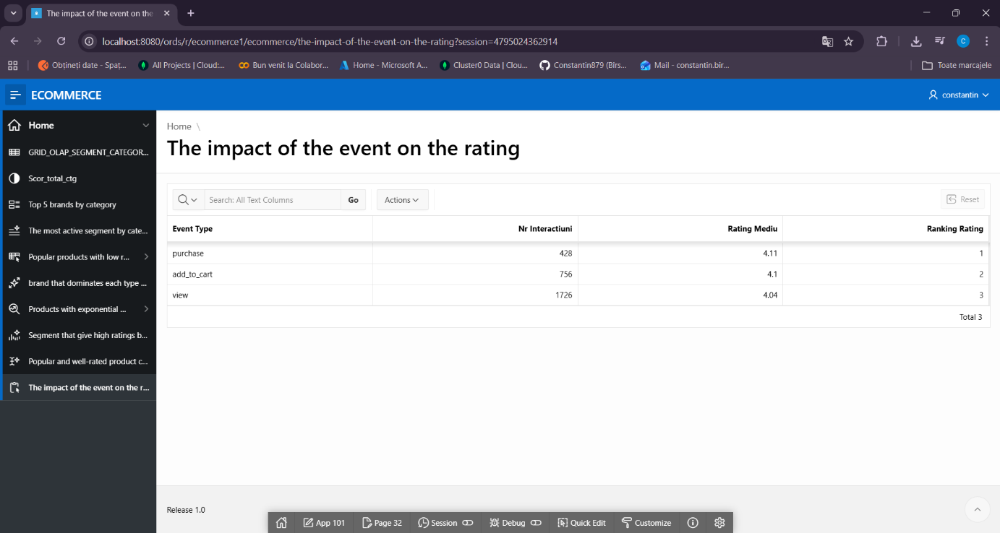 The impact of the event on the
localhost:8080/ords/r/ecommerce1/ecommerce/the-impact-of-the-event-on-the-rating?session=4795024362914
C
Obțineți date - Spaț... All Projects | Cloud:... Bun venit la Colabor... Home - Microsoft A... Cluster0 Data | Clou... Constantin879 (Bîrs... Mail - constantin.bir... Toate marcajele
ECOMMERCE constantin
Home
GRID_OLAP_SEGMENT_CATEGOR...
Scor_total_ctg
Top 5 brands by category
The most active segment by cate...
Popular products with low r...
brand that dominates each type ...
Products with exponential ...
Segment that give high ratings b...
Popular and well-rated product c...
The impact of the event on the r...
Home \
The impact of the event on the rating
Search: All Text Columns Go Actions Reset
Event Type Nr Interactiuni Rating Mediu Ranking Rating
purchase 428 4.11 1
add_to_cart 756 4.1 2
view 1726 4.04 3
Total 3
Release 1.0
App 101 Page 32 Session Debug Quick Edit Customize